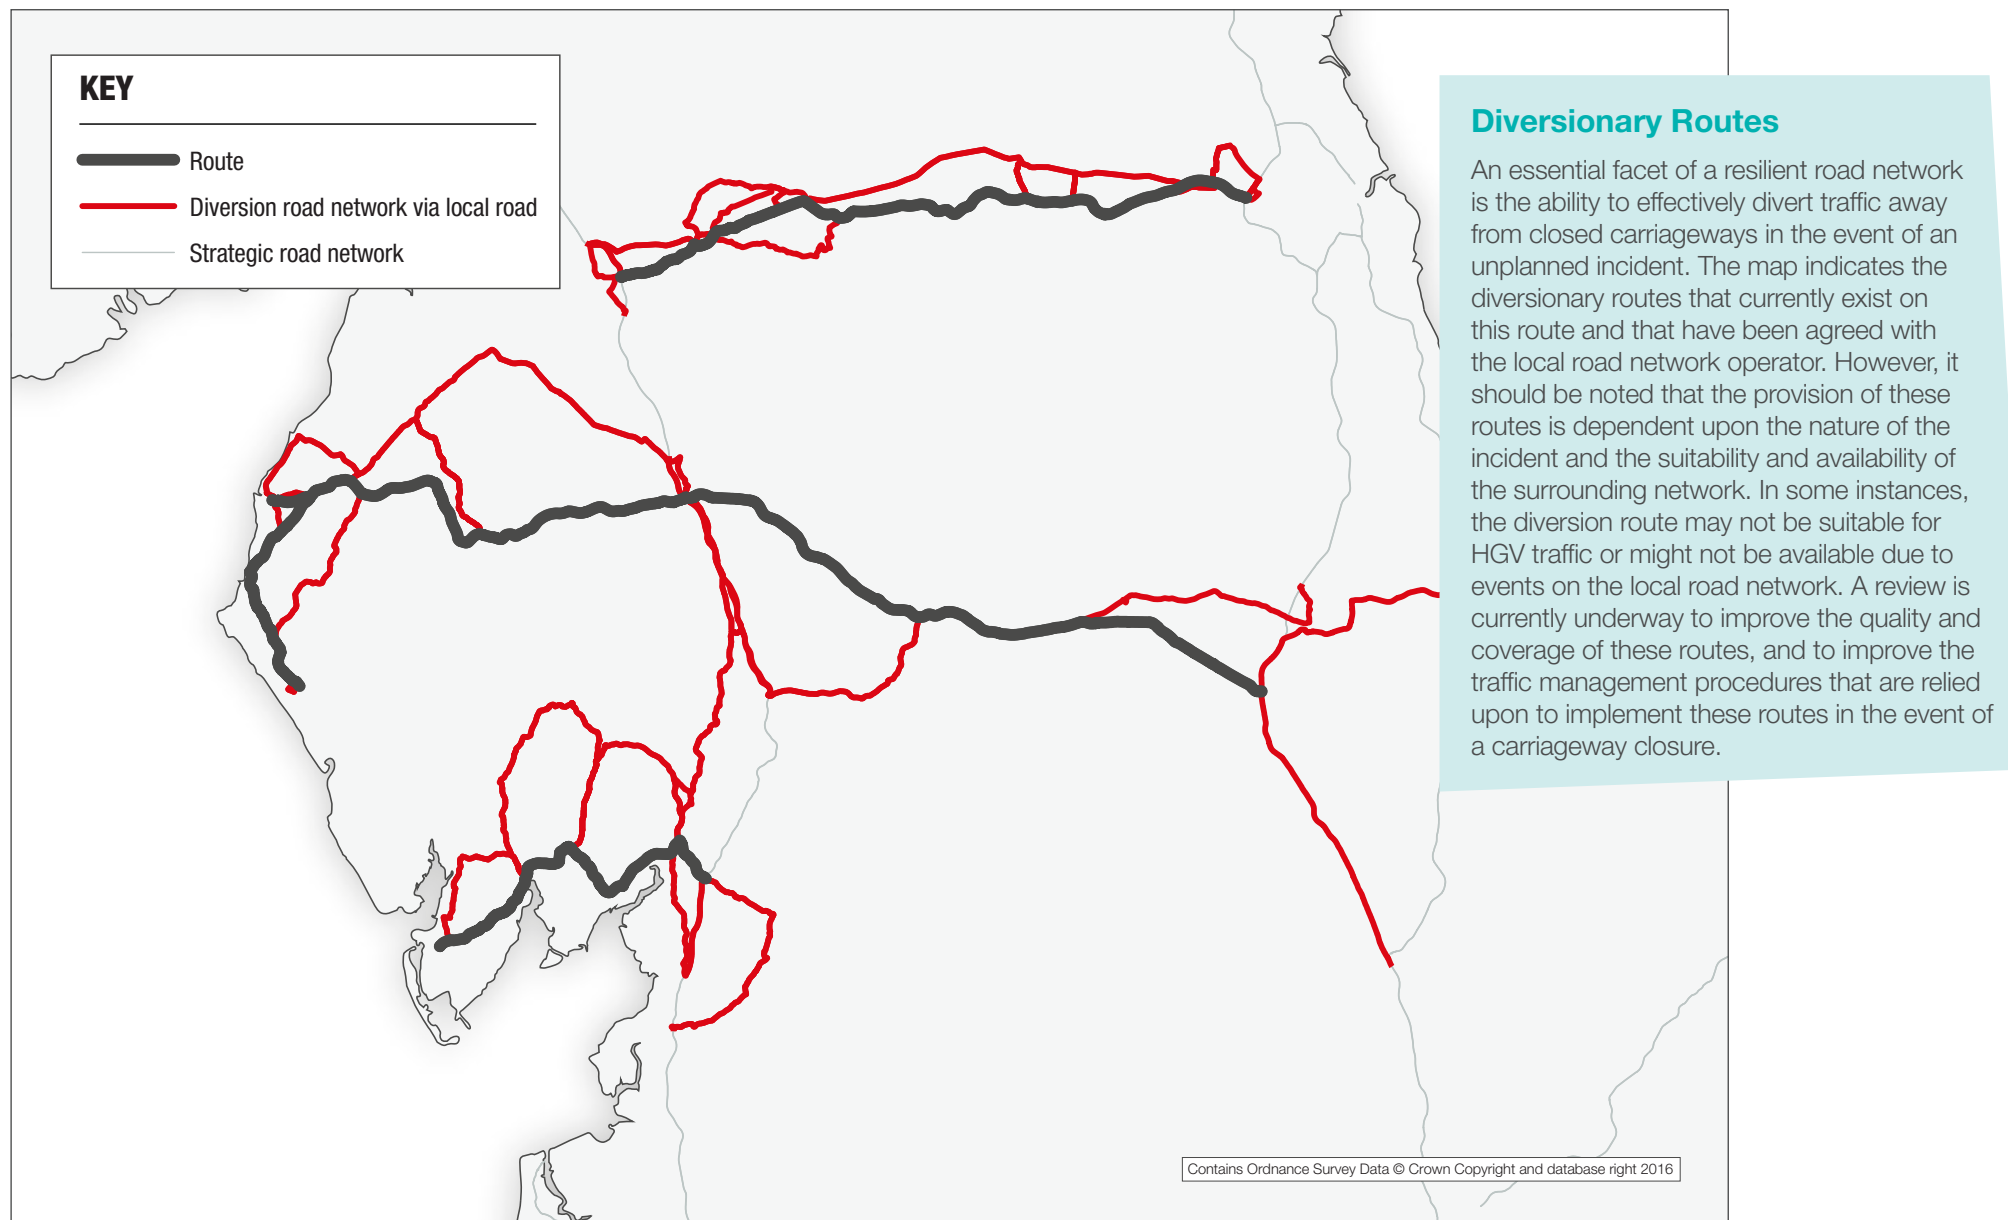 KEY
Route
Diversion road network via local road
Strategic road network
Diversionary Routes
An essential facet of a resilient road network
is the ability to effectively divert traffic away
from closed carriageways in the event of an
unplanned incident. The map indicates the
diversionary routes that currently exist on
this route and that have been agreed with
the local road network operator. However, it
should be noted that the provision of these
routes is dependent upon the nature of the
incident and the suitability and availability of
the surrounding network. In some instances,
the diversion route may not be suitable for
HGV traffic or might not be available due to
events on the local road network. A review is
currently underway to improve the quality and
coverage of these routes, and to improve the
traffic management procedures that are relied
upon to implement these routes in the event of
a carriageway closure.
Contains Ordnance Survey Data © Crown Copyright and database right 2016